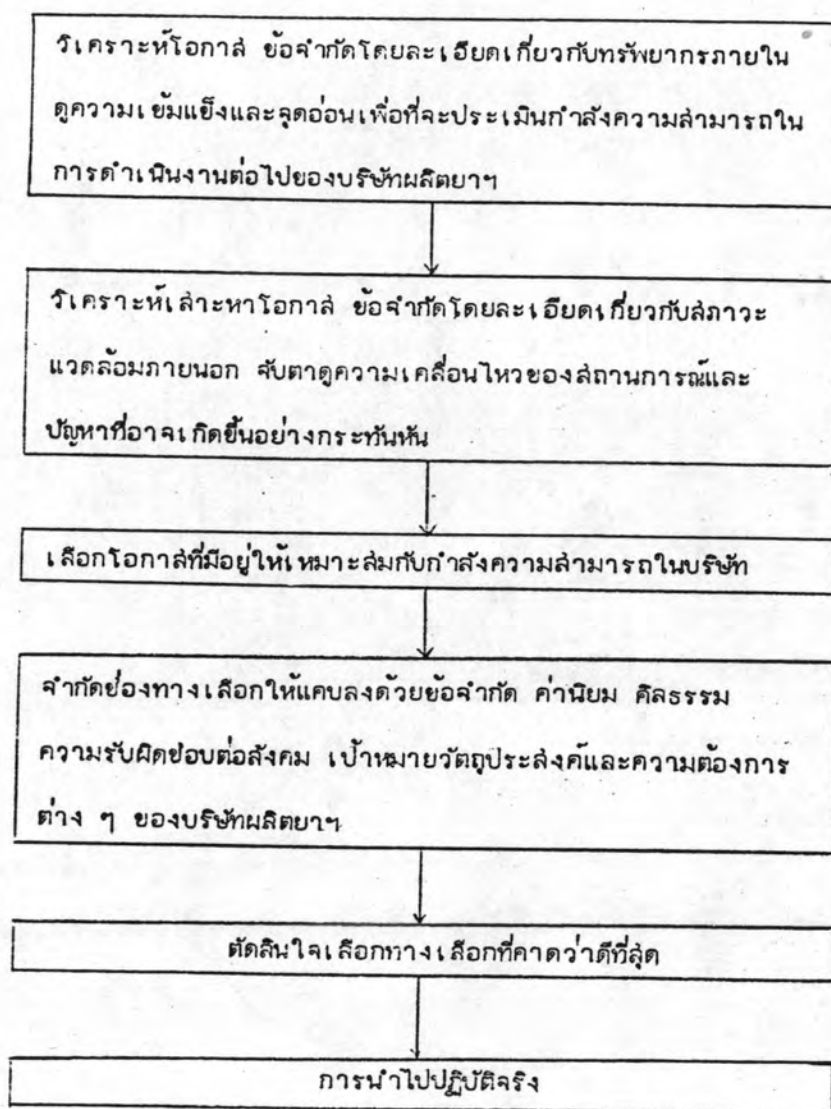 วิเคราะห์โอกาส ข้อจำกัดโดยละเอียดเกี่ยวกับทรัพยากรภายใน
ดูความเข้มแข็งและจุดอ่อนเพื่อที่จะประเมินกำลังความสามารถใน
การดำเนินงานต่อไปของบริษัทผลิตยาฯ
วิเคราะห์เสาะหาโอกาส ข้อจำกัดโดยละเอียดเกี่ยวกับสภาวะ
แวดล้อมภายนอก จับตาดูความเคลื่อนไหวของสถานการณ์และ
ปัญหาที่อาจเกิดขึ้นอย่างกระทันหัน
เลือกโอกาสที่มีอยู่ให้เหมาะสมกับกำลังความสามารถในบริษัท
จำกัดช่องทางเลือกให้แคบลงด้วยข้อจำกัด ค่านิยม ศีลธรรม
ความรับผิดชอบต่อสังคม เป้าหมายวัตถุประสงค์และความต้องการ
ต่าง ๆ ของบริษัทผลิตยาฯ
ตัดสินใจเลือกทางเลือกที่คาดว่าดีที่สุด
การนำไปปฏิบัติจริง